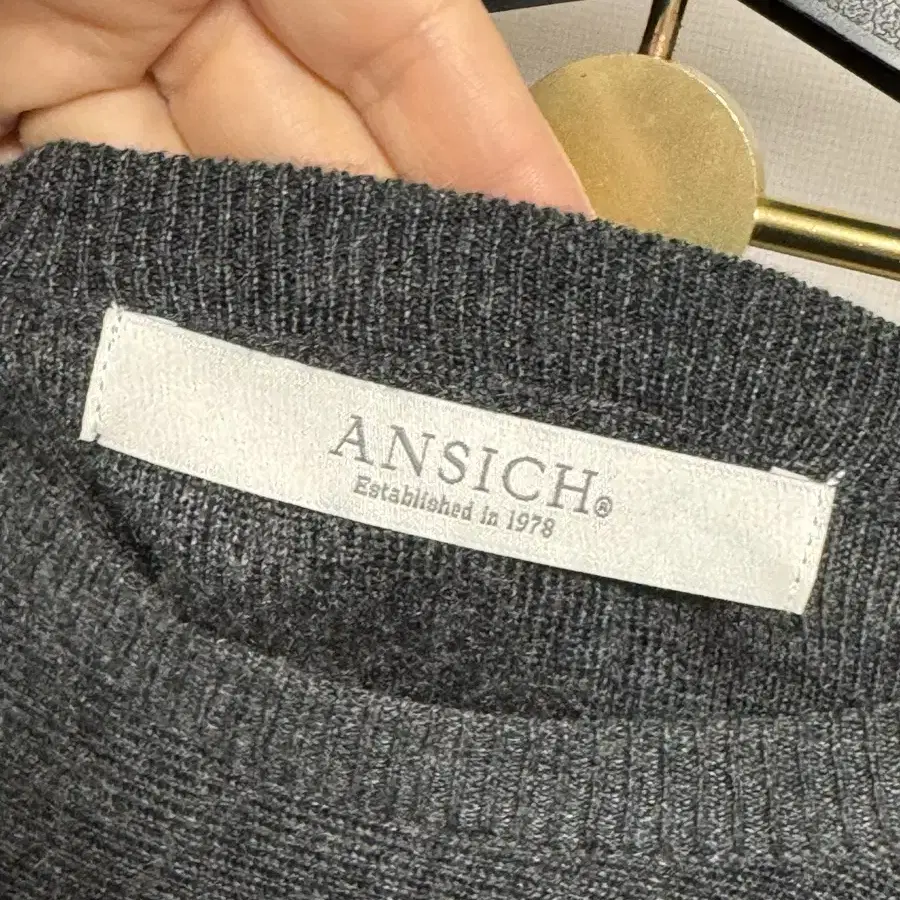 ANSICH®
Established in 1978